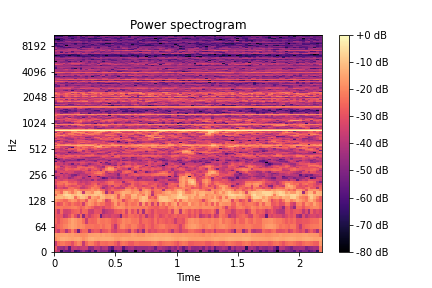 Power spectrogram
8192
4096
2048
1024
512
256
128
64
0
Hz
0
0.5
1
1.5
2
Time
+0 dB
-10 dB
-20 dB
-30 dB
-40 dB
-50 dB
-60 dB
-70 dB
-80 dB